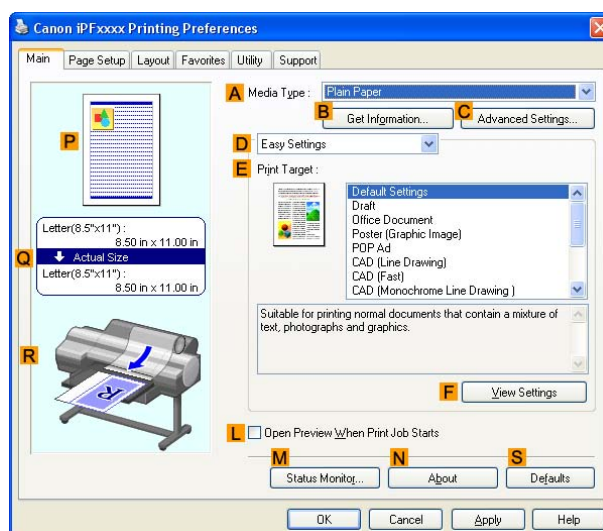 Canon iPFxxxx Printing Preferences
Main Page Setup Layout Favorites Utility Support
A Media Type : Plain Paper
B Get Information... C Advanced Settings...
D Easy Settings
E Print Target :
Default Settings
Draft
Office Document
Poster (Graphic Image)
POP Ad
CAD (Line Drawing)
CAD (Fast)
CAD (Monochrome Line Drawing )
Suitable for printing normal documents that contain a mixture of
text, photographs and graphics.
F View Settings
P
Q
Letter(8.5"x11") :
8.50 in x 11.00 in
Actual Size
Letter(8.5"x11") :
8.50 in x 11.00 in
R
R
L Open Preview When Print Job Starts
M Status Monitor... N About S Defaults
OK Cancel Apply Help